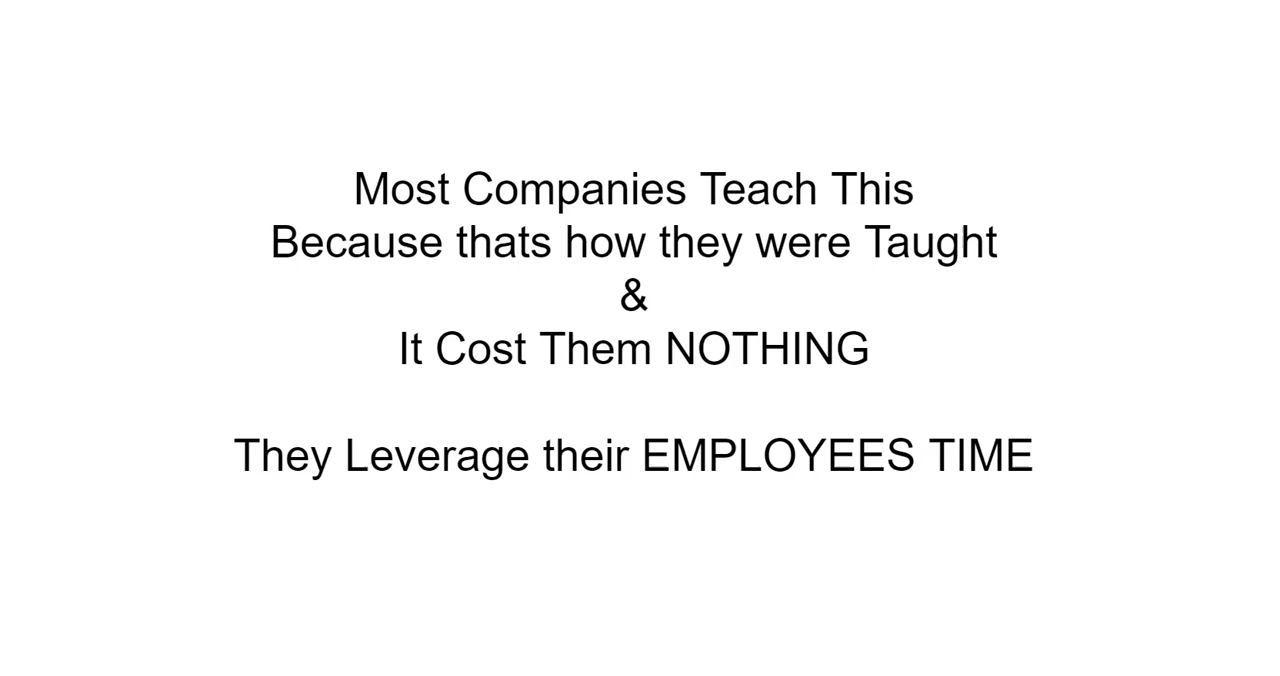 Most Companies Teach This
Because thats how they were Taught
&
It Cost Them NOTHING
They Leverage their EMPLOYEES TIME